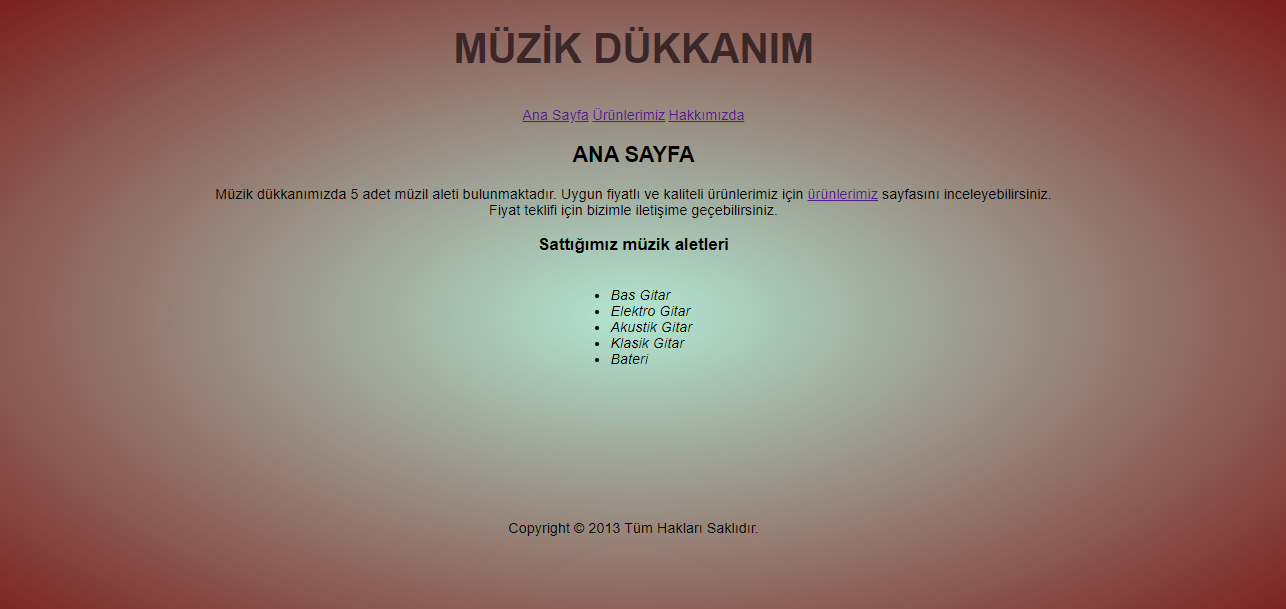 MÜZİK DÜKKANIM
Ana Sayfa Ürünlerimiz Hakkımızda
ANA SAYFA
Müzik dükkanımızda 5 adet müzil aleti bulunmaktadır. Uygun fiyatlı ve kaliteli ürünlerimiz için ürünlerimiz sayfasını inceleyebilirsiniz.
Fiyat teklifi için bizimle iletişime geçebilirsiniz.
Sattığımız müzik aletleri
• Bas Gitar
• Elektro Gitar
• Akustik Gitar
• Klasik Gitar
• Bateri
Copyright © 2013 Tüm Hakları Saklıdır.